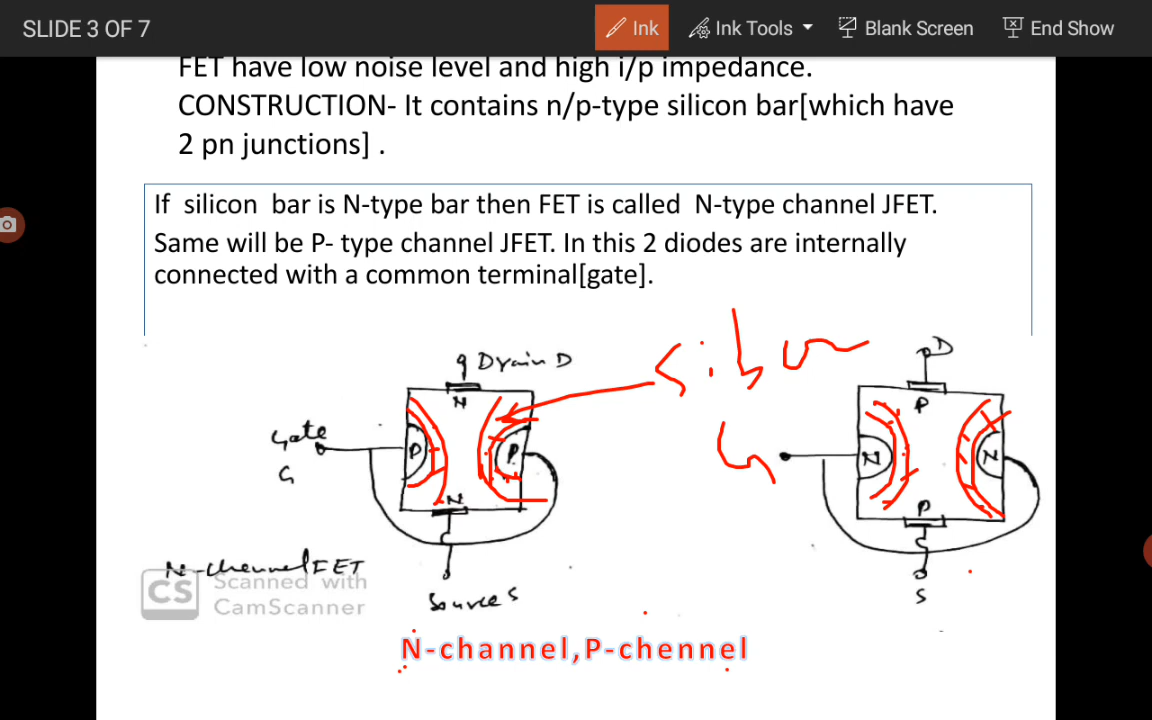 SLIDE 3 OF 7
Ink
Ink Tools
Blank Screen
End Show
FET have low noise level and high i/p impedance.
CONSTRUCTION- It contains n/p-type silicon bar[which have
2 pn junctions] .
If silicon bar is N-type bar then FET is called N-type channel JFET.
Same will be P- type channel JFET. In this 2 diodes are internally
connected with a common terminal[gate].
Drain D
N
Gate
G
P
P
N
N-channel FET
Source S
D
P
G
N
N
P
S
CS Scanned with
CamScanner
N-channel,P-chennel